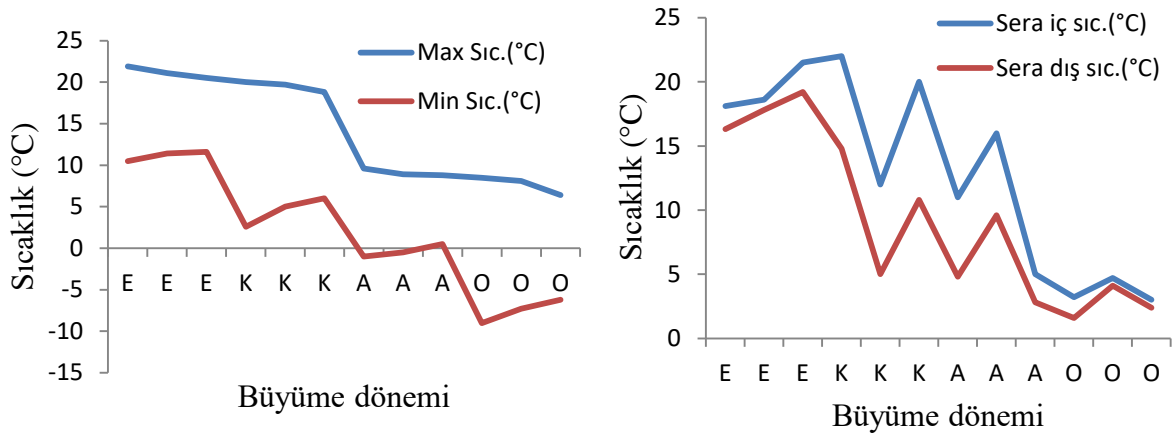 Sıcaklık (°C)
25
20
15
10
5
0
-5
-10
-15
Max Sıc.(°C)
Min Sıc.(°C)
E E E K K K A A A O O O
Büyüme dönemi
Sıcaklık (°C)
25
20
15
10
5
0
Sera iç sıc.(°C)
Sera dış sıc.(°C)
E E E K K K A A A O O O
Büyüme dönemi